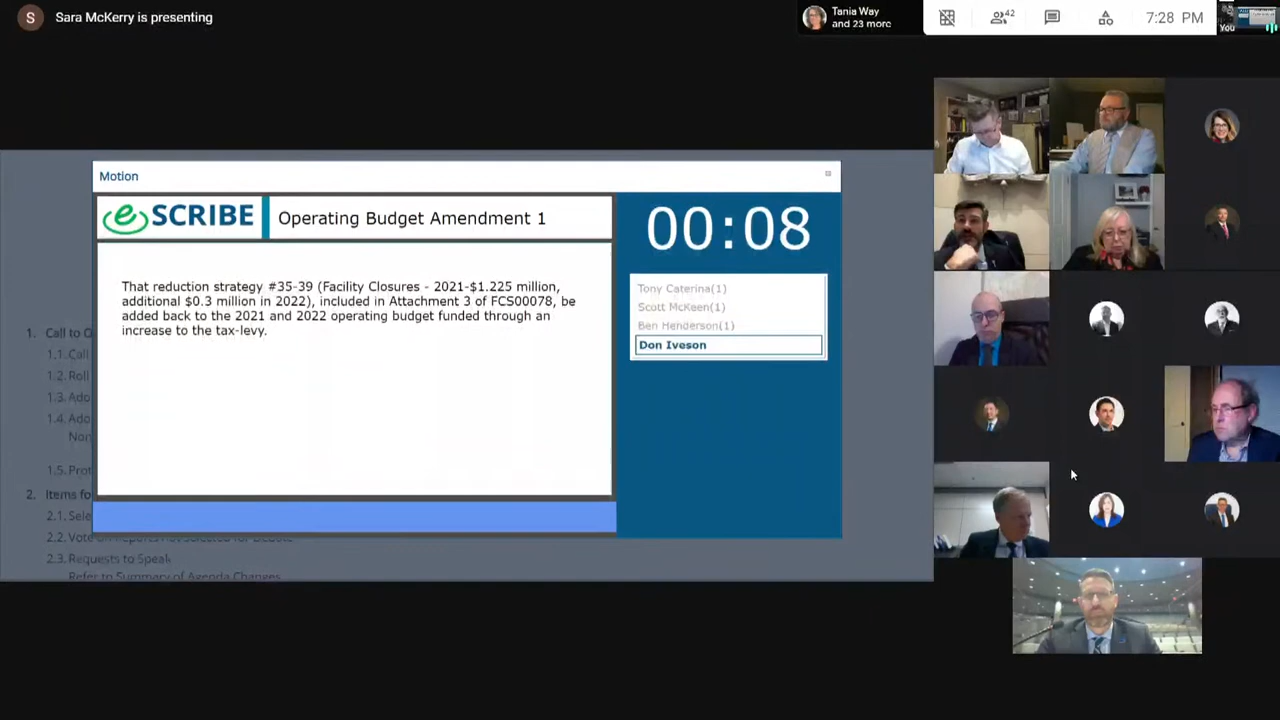 S Sara McKerry is presenting
Tania Way
and 23 more
42
7:28 PM
You
Motion
eSCRIBE
Operating Budget Amendment 1
00:08
That reduction strategy #35-39 (Facility Closures - 2021-$1.225 million,
additional $0.3 million in 2022), included in Attachment 3 of FCS00078, be
added back to the 2021 and 2022 operating budget funded through an
increase to the tax-levy.
Tony Caterina(1)
Scott McKeen(1)
Ben Henderson(1)
Don Iveson
1. Call to O
1.1. Call
1.2. Roll
1.3. Ado
1.4. Ado
Non
1.5. Prot
2. Items fo
2.1. Sele
2.2. Vote on Reports not Selected for Debate
2.3. Requests to Speak
Refer to Summary of Agenda Changes